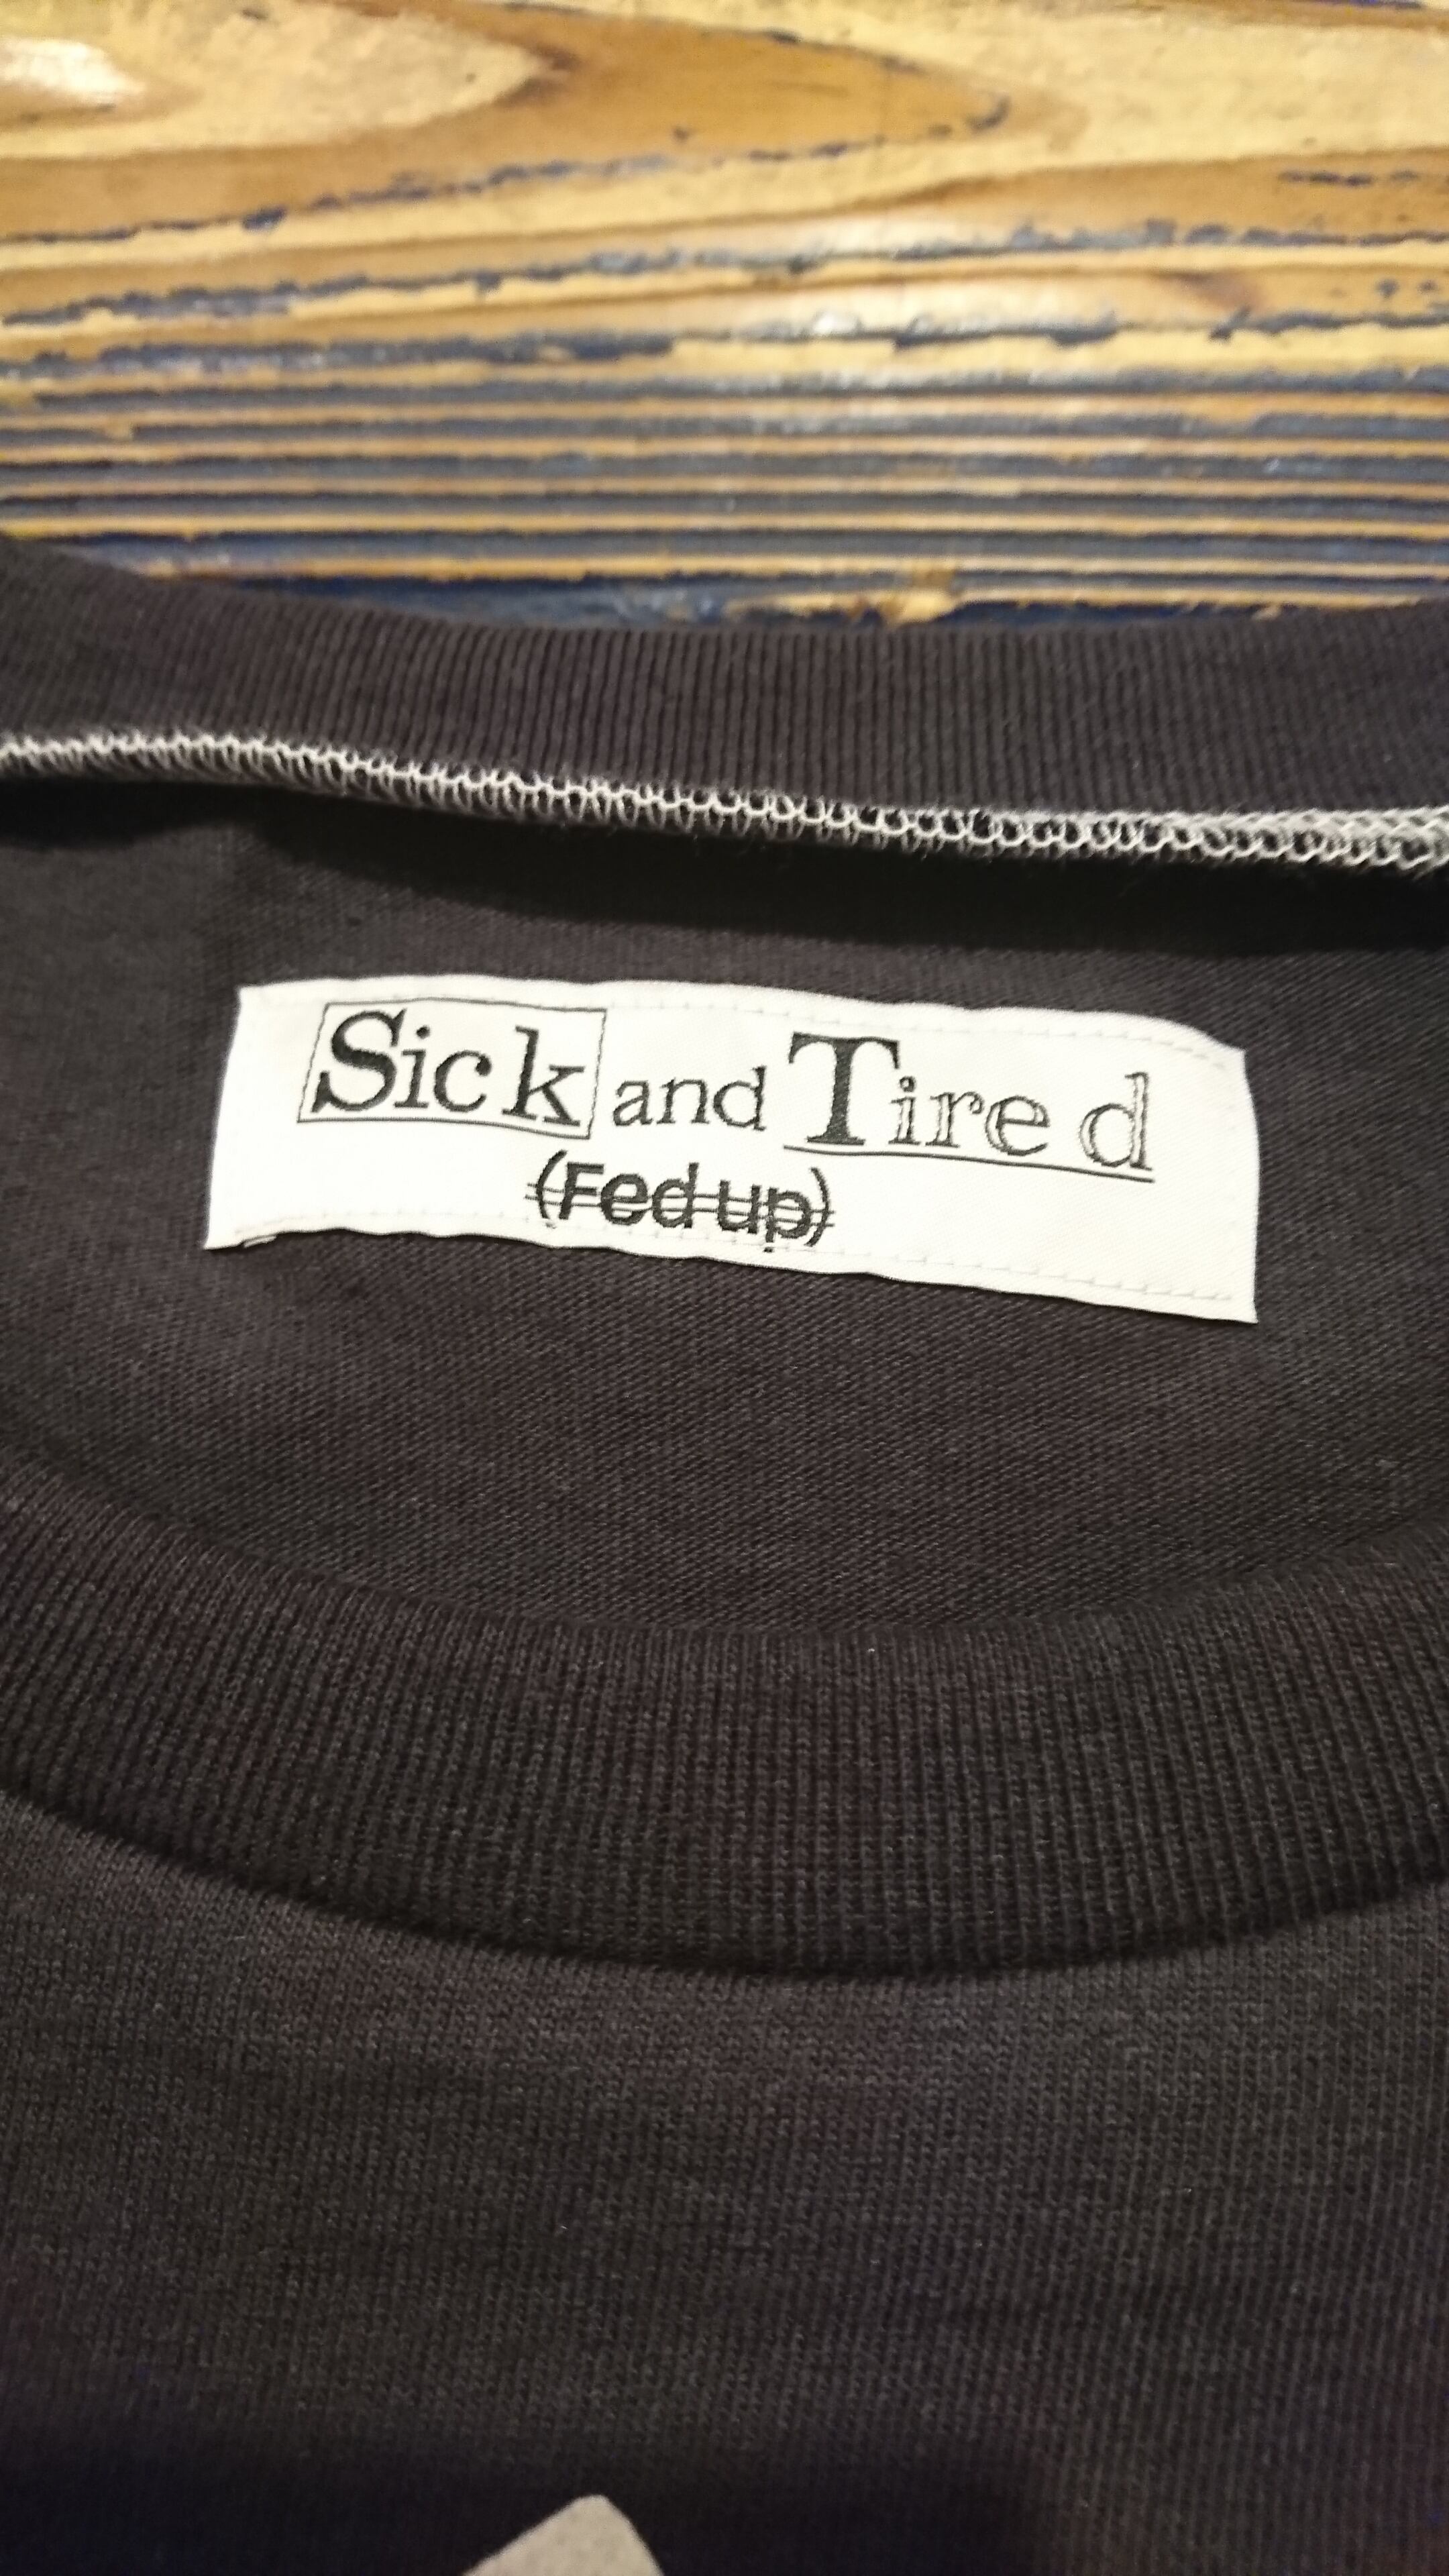 Sick and Tired
(Fed up)